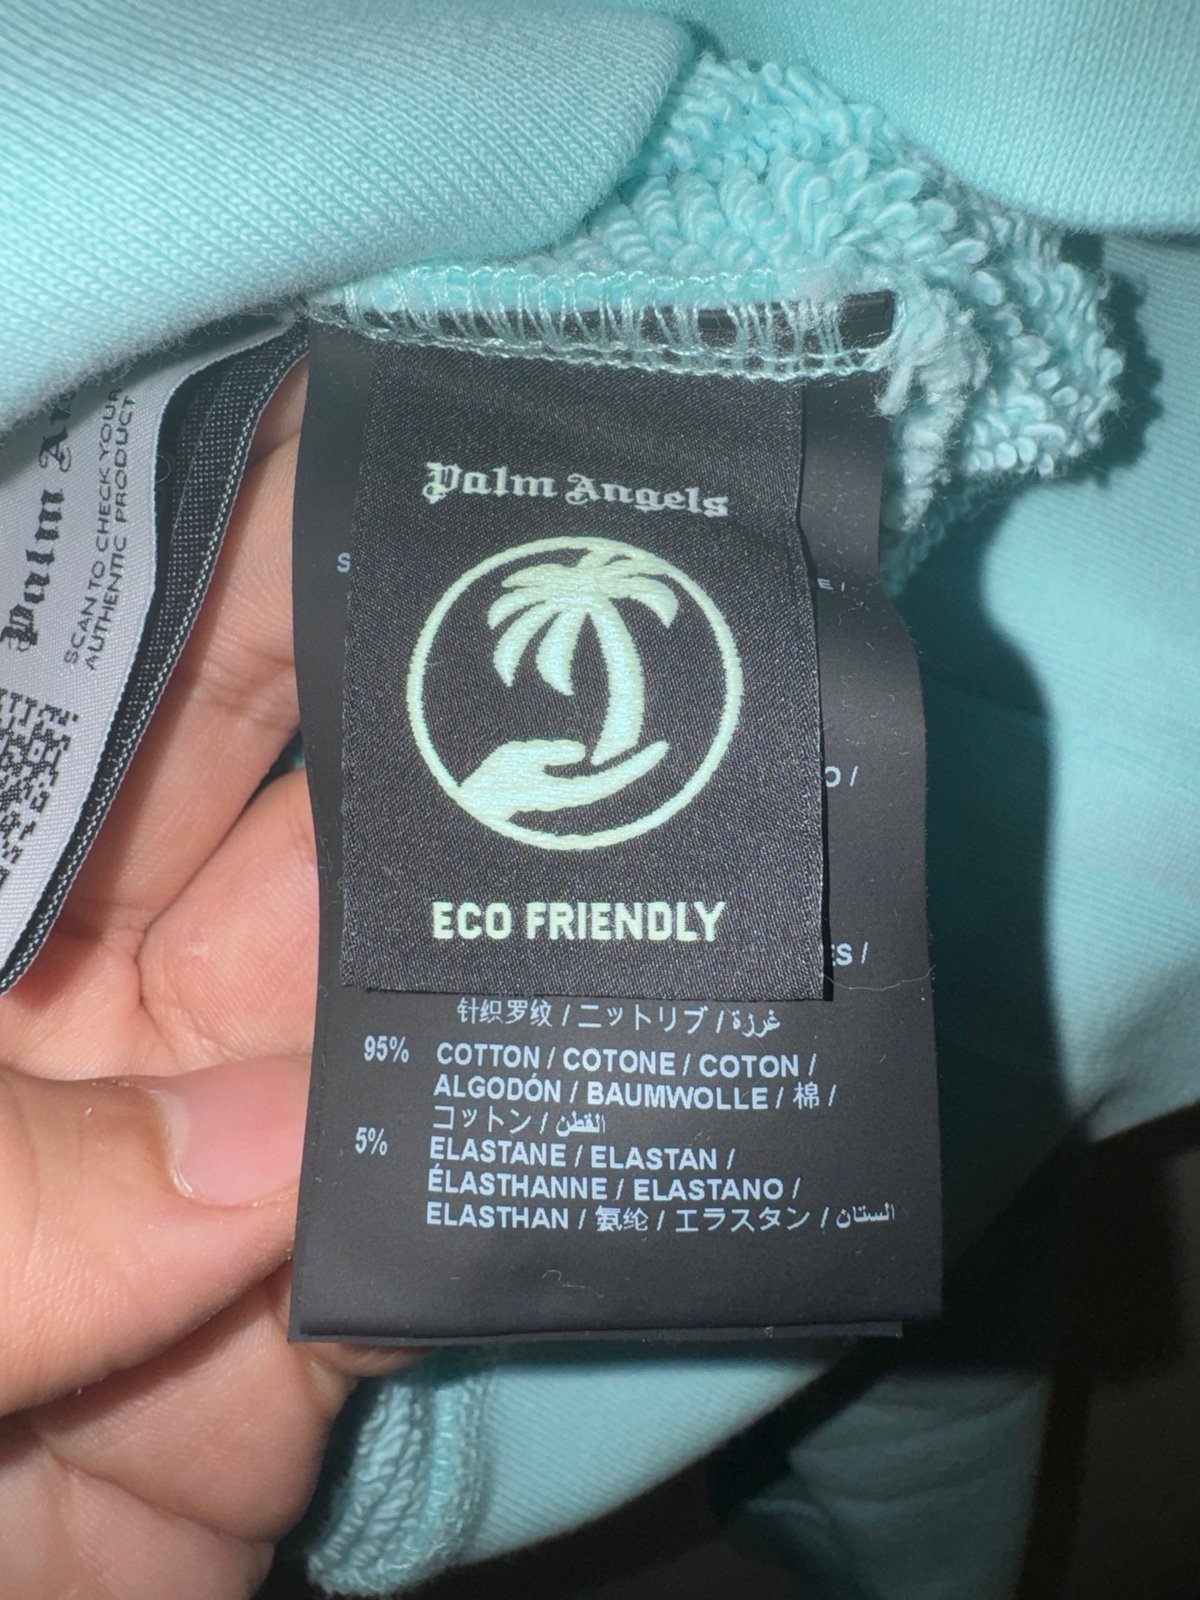 Palm Angels
ECO FRIENDLY
针织罗纹 / ニットリブ / غرزة
95% COTTON / COTONE / COTON /
ALGODÓN / BAUMWOLLE / 棉 /
コットン / القطن
5% ELASTANE / ELASTAN /
ÉLASTHANNE / ELASTANO /
ELASTHAN / 氨纶 / エラスタン / الستان
Palm
SCAN TO CHECK YOUR
AUTHENTIC PRODUCT